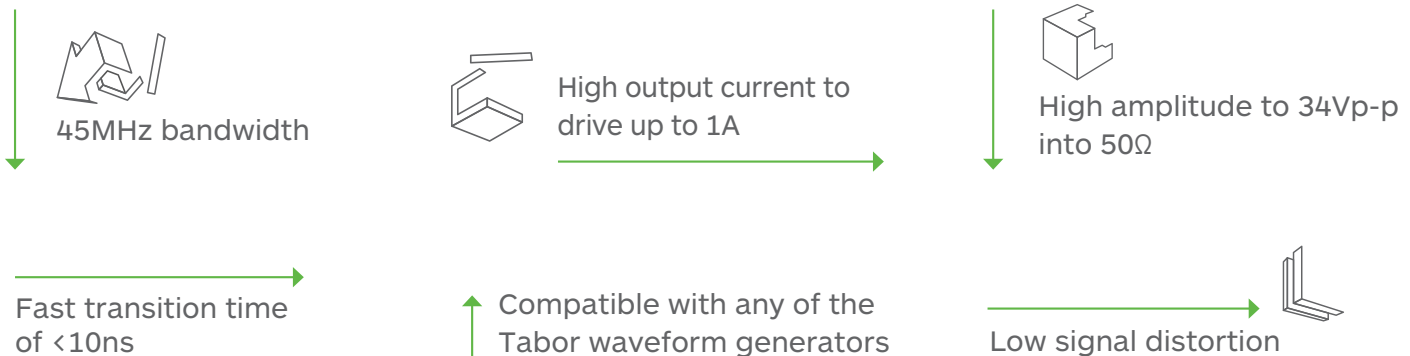 45MHz bandwidth
High output current to
drive up to 1A
High amplitude to 34Vp-p
into 50Ω
Fast transition time
of <10ns
Compatible with any of the
Tabor waveform generators
Low signal distortion